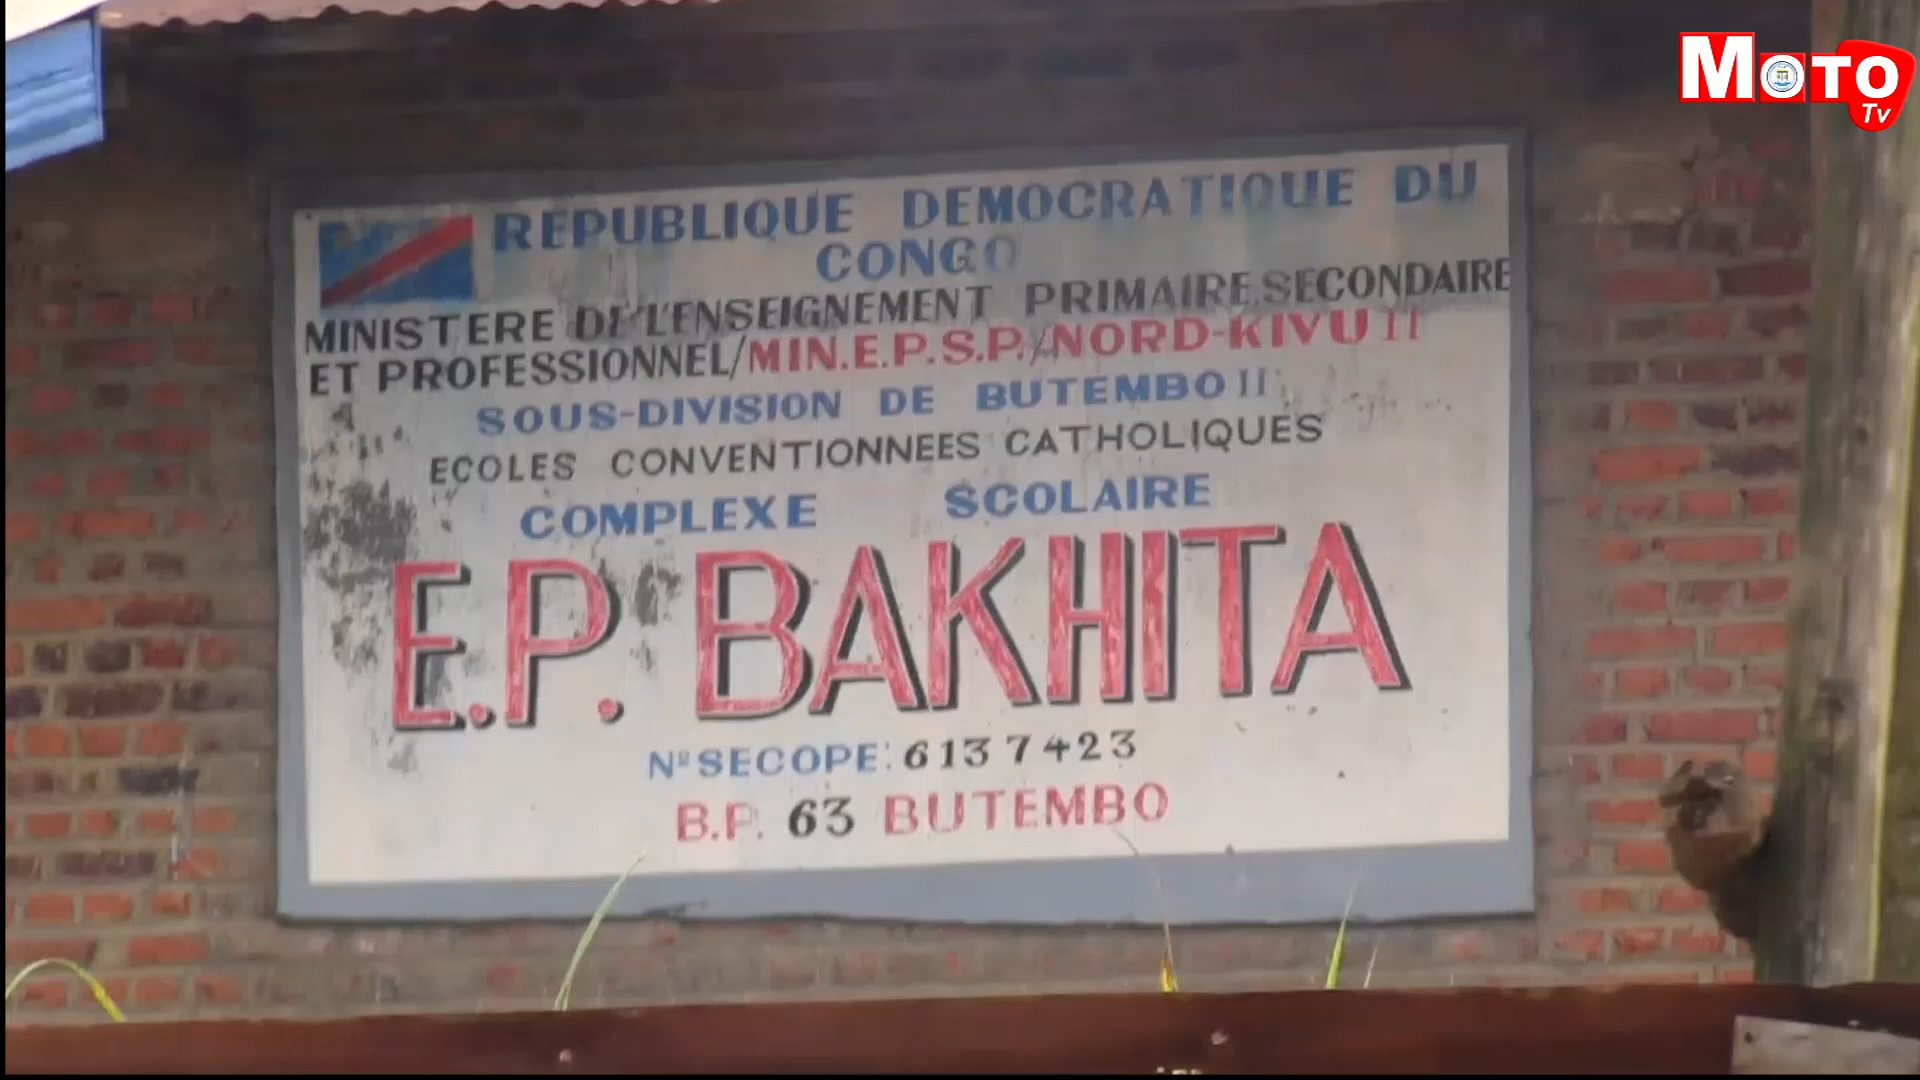 MOTO
Tv
REPUBLIQUE DEMOCRATIQUE DU
CONGO
MINISTERE DE L'ENSEIGNEMENT PRIMAIRE, SECONDAIRE
ET PROFESSIONNEL/MIN.E.P.S.P./NORD-KIVU II
SOUS-DIVISION DE BUTEMBO II
ECOLES CONVENTIONNEES CATHOLIQUES
COMPLEXE SCOLAIRE
E.P. BAKHITA
N° SECOPE: 6137423
B.P. 63 BUTEMBO